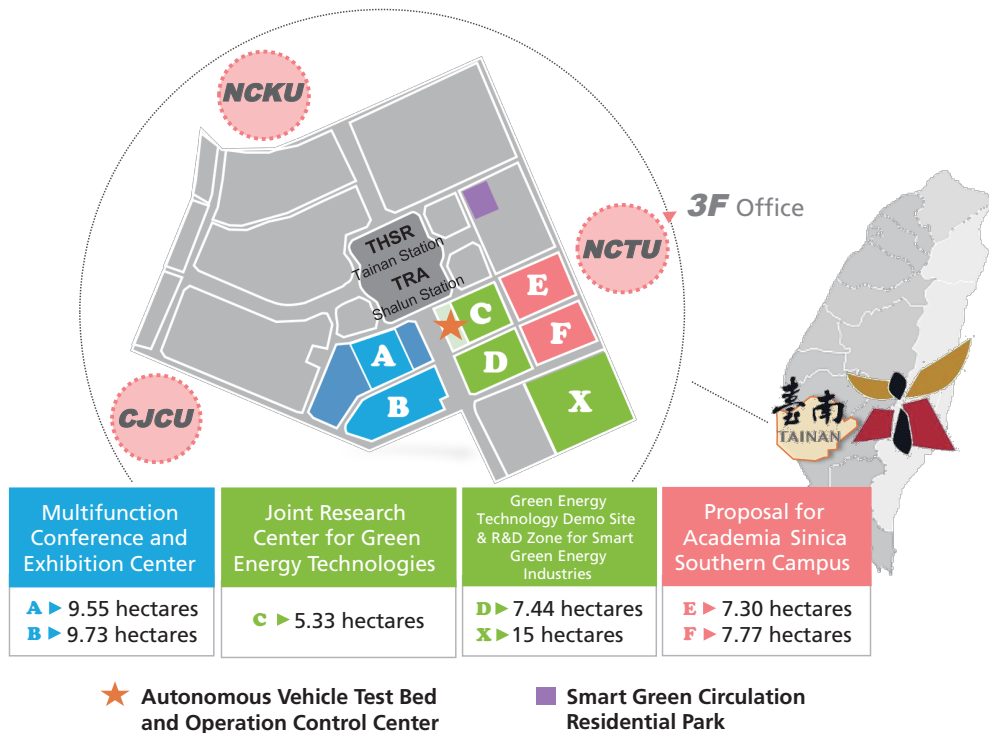 NCKU
3F Office
NCTU
THSR
Tainan Station
TRA
Shalun Station
E
C
F
A
D
B
X
CJCU
臺南
TAINAN
Multifunction
Conference and
Exhibition Center
A ▶ 9.55 hectares
B ▶ 9.73 hectares
Joint Research
Center for Green
Energy Technologies
C ▶ 5.33 hectares
Green Energy
Technology Demo Site
& R&D Zone for Smart
Green Energy
Industries
D ▶ 7.44 hectares
X ▶ 15 hectares
Proposal for
Academia Sinica
Southern Campus
E ▶ 7.30 hectares
F ▶ 7.77 hectares
Autonomous Vehicle Test Bed
and Operation Control Center
Smart Green Circulation
Residential Park